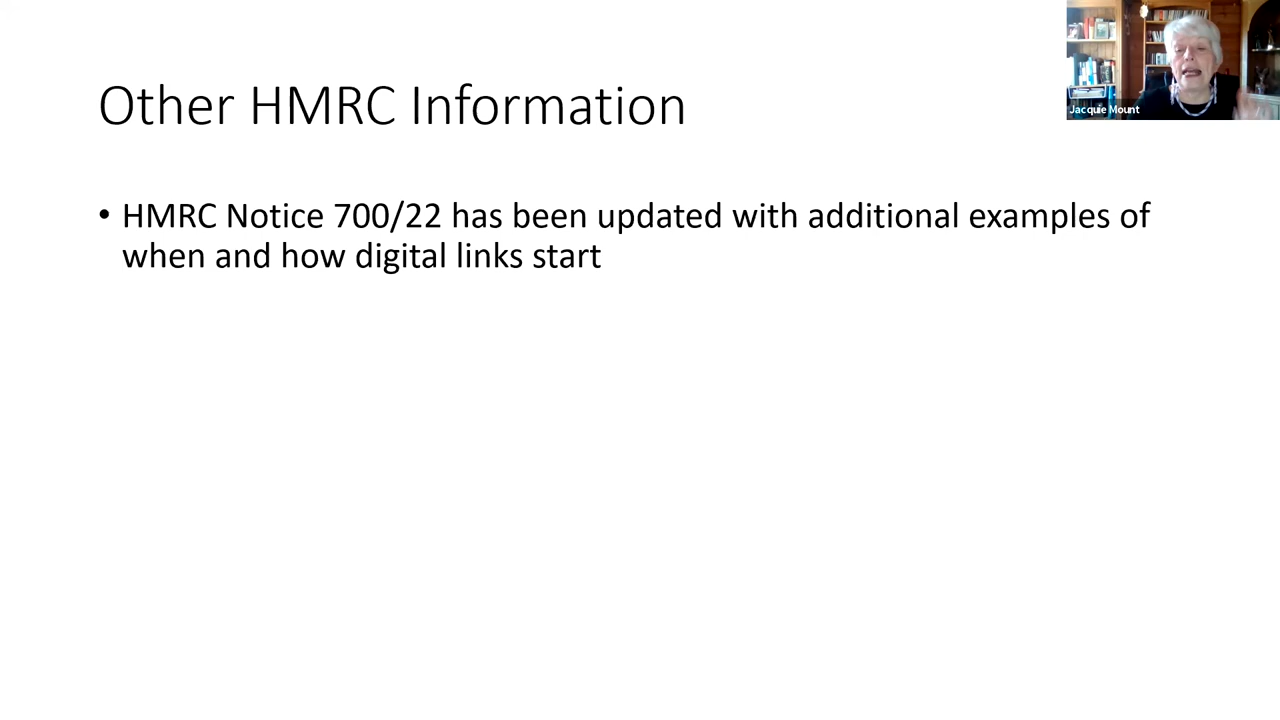 Other HMRC Information
Jacquie Mount
• HMRC Notice 700/22 has been updated with additional examples of
when and how digital links start